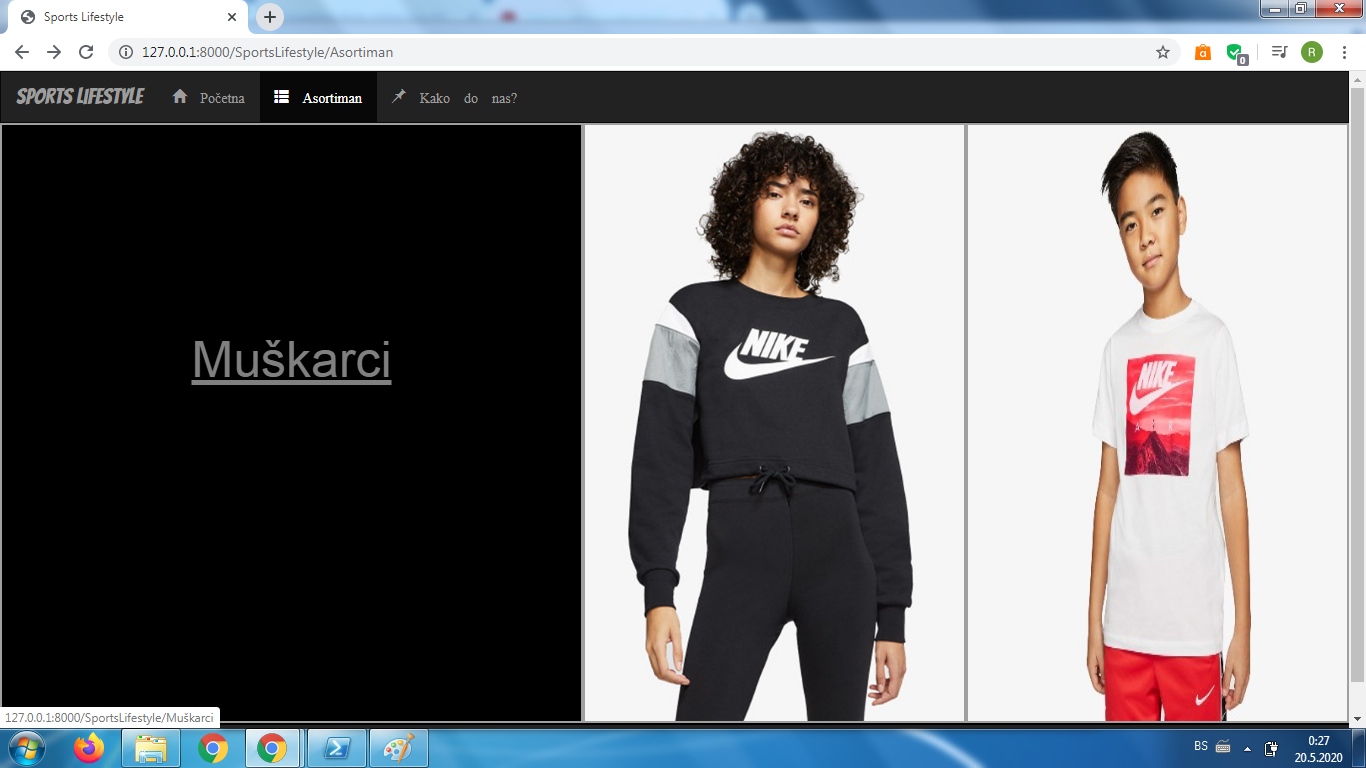 Sports Lifestyle
127.0.0.1:8000/SportsLifestyle/Asortiman
0
R
SPORTS LIFESTYLE
Početna
Asortiman
Kako do nas?
Muškarci
NIKE
NIKE
AIR
127.0.0.1:8000/SportsLifestyle/Muškarci
BS
0:27
20.5.2020